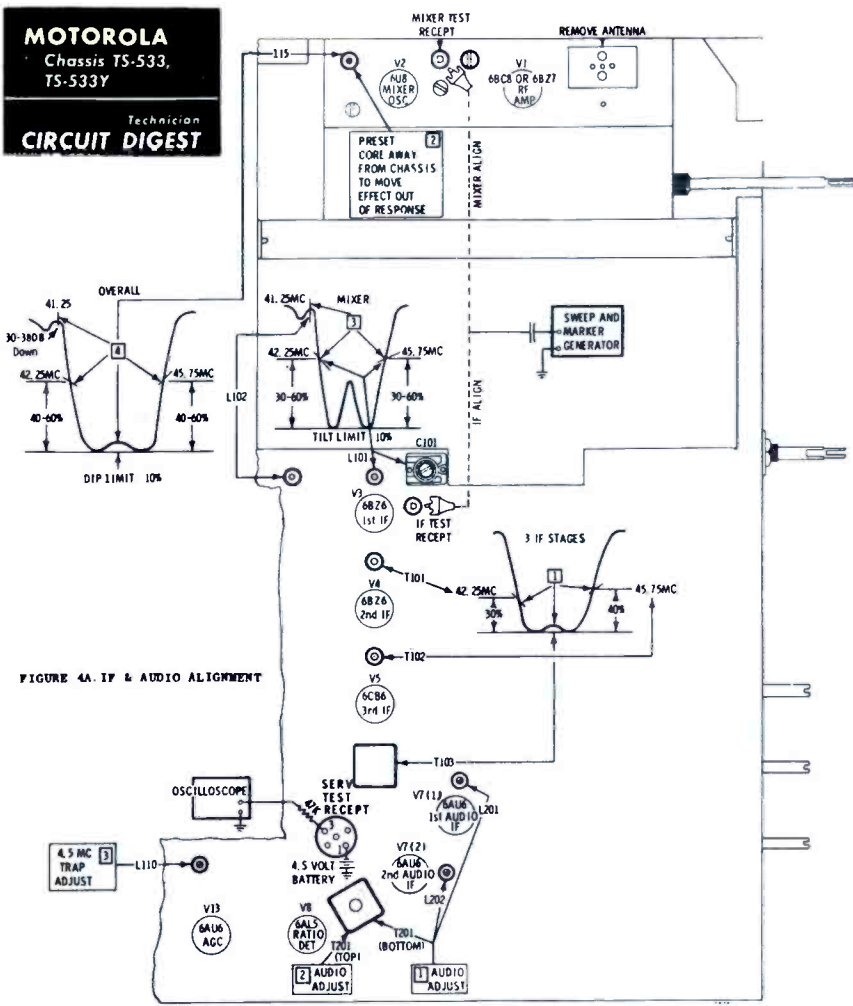 MOTOROLA
Chassis TS-533,
TS-533Y
Technician
CIRCUIT DIGEST
MIXER TEST
RECEPT
REMOVE ANTENNA
L15
V2
6U8
MIXER
OSC
V1
6BC8 OR 6BZ7
RF
AMP
PRESET 2
CORE AWAY
FROM CHASSIS
TO MOVE
EFFECT OUT
OF RESPONSE
MIXER ALIGN
OVERALL
41.25
30-38DB
Down
4
42.25MC
45.75MC
40-60%
40-60%
DIP LIMIT 10%
L102
41.25MC
MIXER
3
42.25MC
45.75MC
30-60%
30-60%
TILT LIMIT 10%
SWEEP AND
MARKER
GENERATOR
IF ALIGN
C101
L101
V3
6BZ6
1st IF
IF TEST
RECEPT
3 IF STAGES
1
42.25MC
45.75MC
30%
40%
T101
V4
6BZ6
2nd IF
T102
V5
6CB6
3rd IF
FIGURE 4A. IF & AUDIO ALIGNMENT
T103
OSCILLOSCOPE
47K
SERV
TEST
RECEPT
3
1
4.5 VOLT
BATTERY
V7(1)
6AU6
1st AUDIO
IF
L201
V7(2)
6AU6
2nd AUDIO
IF
L202
4.5 MC 3
TRAP
ADJUST
L110
V13
6AU6
AGC
V8
6AL5
RATIO
DET
T201
(TOP)
T201
(BOTTOM)
2 AUDIO
ADJUST
1 AUDIO
ADJUST